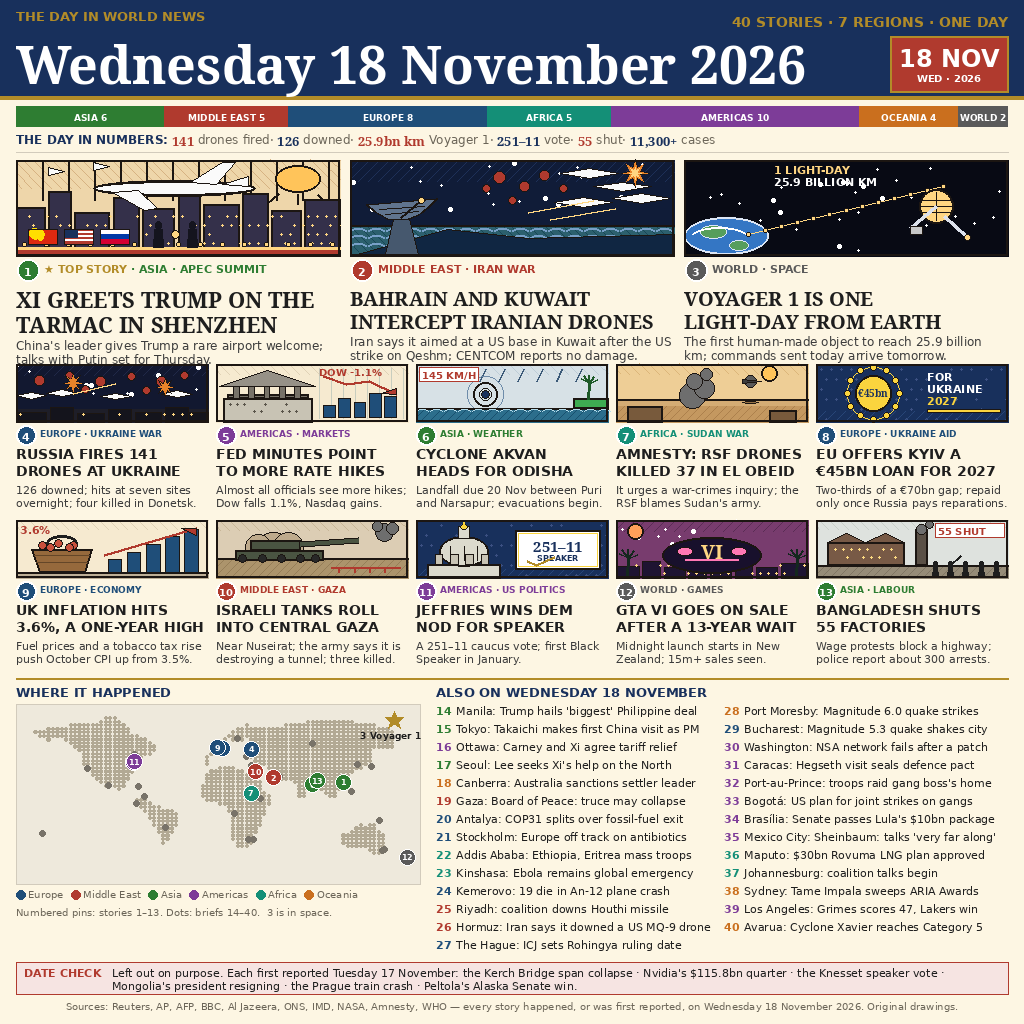 THE DAY IN WORLD NEWS
40 STORIES · 7 REGIONS · ONE DAY
Wednesday 18 November 2026
18 NOV
WED · 2026
ASIA 6
MIDDLE EAST 5
EUROPE 8
AFRICA 5
AMERICAS 10
OCEANIA 4
WORLD 2
THE DAY IN NUMBERS: 141 drones fired· 126 downed· 25.9bn km Voyager 1· 251–11 vote· 55 shut· 11,300+ cases
1 ★ TOP STORY · ASIA · APEC SUMMIT
XI GREETS TRUMP ON THE
TARMAC IN SHENZHEN
China's leader gives Trump a rare airport welcome;
talks with Putin set for Thursday.
2 MIDDLE EAST · IRAN WAR
BAHRAIN AND KUWAIT
INTERCEPT IRANIAN DRONES
Iran says it aimed at a US base in Kuwait after the US
strike on Qeshm; CENTCOM reports no damage.
1 LIGHT-DAY
25.9 BILLION KM
3 WORLD · SPACE
VOYAGER 1 IS ONE
LIGHT-DAY FROM EARTH
The first human-made object to reach 25.9 billion
km; commands sent today arrive tomorrow.
4 EUROPE · UKRAINE WAR
RUSSIA FIRES 141
DRONES AT UKRAINE
126 downed; hits at seven sites
overnight; four killed in Donetsk.
DOW -1.1%
5 AMERICAS · MARKETS
FED MINUTES POINT
TO MORE RATE HIKES
Almost all officials see more hikes;
Dow falls 1.1%, Nasdaq gains.
145 KM/H
6 ASIA · WEATHER
CYCLONE AKVAN
HEADS FOR ODISHA
Landfall due 20 Nov between Puri
and Narsapur; evacuations begin.
7 AFRICA · SUDAN WAR
AMNESTY: RSF DRONES
KILLED 37 IN EL OBEID
It urges a war-crimes inquiry; the
RSF blames Sudan's army.
€45bn
FOR
UKRAINE
2027
8 EUROPE · UKRAINE AID
EU OFFERS KYIV A
€45BN LOAN FOR 2027
Two-thirds of a €70bn gap; repaid
only once Russia pays reparations.
3.6%
9 EUROPE · ECONOMY
UK INFLATION HITS
3.6%, A ONE-YEAR HIGH
Fuel prices and a tobacco tax rise
push October CPI up from 3.5%.
10 MIDDLE EAST · GAZA
ISRAELI TANKS ROLL
INTO CENTRAL GAZA
Near Nuseirat; the army says it is
destroying a tunnel; three killed.
251–11
SPEAKER
11 AMERICAS · US POLITICS
JEFFRIES WINS DEM
NOD FOR SPEAKER
A 251–11 caucus vote; first Black
Speaker in January.
VI
12 WORLD · GAMES
GTA VI GOES ON SALE
AFTER A 13-YEAR WAIT
Midnight launch starts in New
Zealand; 15m+ sales seen.
55 SHUT
13 ASIA · LABOUR
BANGLADESH SHUTS
55 FACTORIES
Wage protests block a highway;
police report about 300 arrests.
WHERE IT HAPPENED
3 Voyager 1
9
4
11
10
2
13
1
7
12
Europe Middle East Asia Americas Africa Oceania
Numbered pins: stories 1–13. Dots: briefs 14–40. 3 is in space.
ALSO ON WEDNESDAY 18 NOVEMBER
14 Manila: Trump hails 'biggest' Philippine deal
15 Tokyo: Takaichi makes first China visit as PM
16 Ottawa: Carney and Xi agree tariff relief
17 Seoul: Lee seeks Xi's help on the North
18 Canberra: Australia sanctions settler leader
19 Gaza: Board of Peace: truce may collapse
20 Antalya: COP31 splits over fossil-fuel exit
21 Stockholm: Europe off track on antibiotics
22 Addis Ababa: Ethiopia, Eritrea mass troops
23 Kinshasa: Ebola remains global emergency
24 Kemerovo: 19 die in An-12 plane crash
25 Riyadh: coalition downs Houthi missile
26 Hormuz: Iran says it downed a US MQ-9 drone
27 The Hague: ICJ sets Rohingya ruling date
28 Port Moresby: Magnitude 6.0 quake strikes
29 Bucharest: Magnitude 5.3 quake shakes city
30 Washington: NSA network fails after a patch
31 Caracas: Hegseth visit seals defence pact
32 Port-au-Prince: troops raid gang boss's home
33 Bogotá: US plan for joint strikes on gangs
34 Brasília: Senate passes Lula's $10bn package
35 Mexico City: Sheinbaum: talks 'very far along'
36 Maputo: $30bn Rovuma LNG plan approved
37 Johannesburg: coalition talks begin
38 Sydney: Tame Impala sweeps ARIA Awards
39 Los Angeles: Grimes scores 47, Lakers win
40 Avarua: Cyclone Xavier reaches Category 5
DATE CHECK Left out on purpose. Each first reported Tuesday 17 November: the Kerch Bridge span collapse · Nvidia's $115.8bn quarter · the Knesset speaker vote ·
Mongolia's president resigning · the Prague train crash · Peltola's Alaska Senate win.
Sources: Reuters, AP, AFP, BBC, Al Jazeera, ONS, IMD, NASA, Amnesty, WHO — every story happened, or was first reported, on Wednesday 18 November 2026. Original drawings.